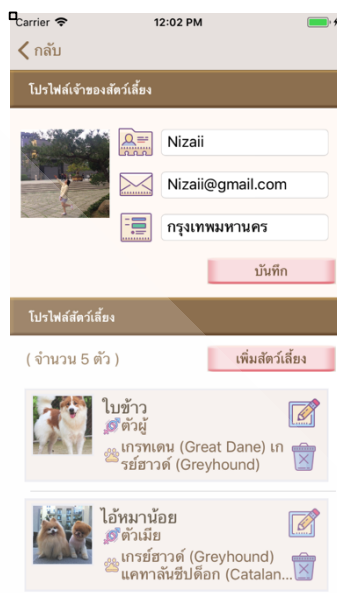 Carrier 12:02 PM
กลับ
โปรไฟล์เจ้าของสัตว์เลี้ยง
Nizaii
Nizaii@gmail.com
กรุงเทพมหานคร
บันทึก
โปรไฟล์สัตว์เลี้ยง
( จำนวน 5 ตัว )
เพิ่มสัตว์เลี้ยง
ใบข้าว
ตัวผู้
เกรทเดน (Great Dane) เก
รย์ฮาวด์ (Greyhound)
ไอ้หมาน้อย
ตัวเมีย
เกรย์ฮาวด์ (Greyhound)
แคทาลันชีปด็อก (Catalan...